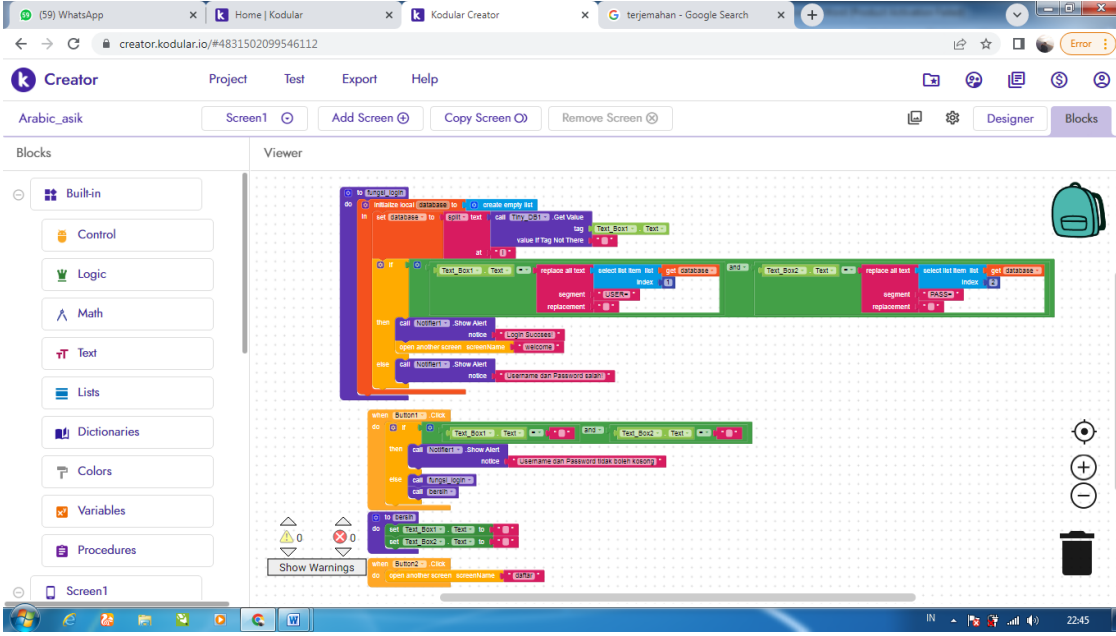 (59) WhatsApp
Home | Kodular
Kodular Creator
terjemahan - Google Search
creator.kodular.io/#4831502099546112
Error
Creator
Project
Test
Export
Help
Arabic_asik
Screen1
Add Screen
Copy Screen
Remove Screen
Designer
Blocks
Blocks
Viewer
Built-in
Control
Logic
Math
Text
Lists
Dictionaries
Colors
Variables
Procedures
Screen1
to fungsi_login
do initialize local database to create empty list
in set database to split text call Tiny_DB1 .Get Value
tag Text_Box1 . Text
value If Tag Not There " "
at
if Text_Box1 . Text = replace all text select list item list get database and Text_Box2 . Text = replace all text select list item list get database
index 1 index 2
segment " USER= " segment " PASS= "
replacement " " replacement " "
then call Notifier1 .Show Alert
notice " Login Succses! "
open another screen screenName " welcome "
else call Notifier1 .Show Alert
notice " Username dan Password salah! "
when Button1 .Click
do if Text_Box1 . Text = " " and Text_Box2 . Text = " "
then call Notifier1 .Show Alert
notice " Username dan Password tidak boleh kosong "
else call fungsi_login
call bersih
to bersih
do set Text_Box1 . Text to " "
set Text_Box2 . Text to " "
when Button2 .Click
do open another screen screenName " daftar "
0
0
Show Warnings
IN
22:45